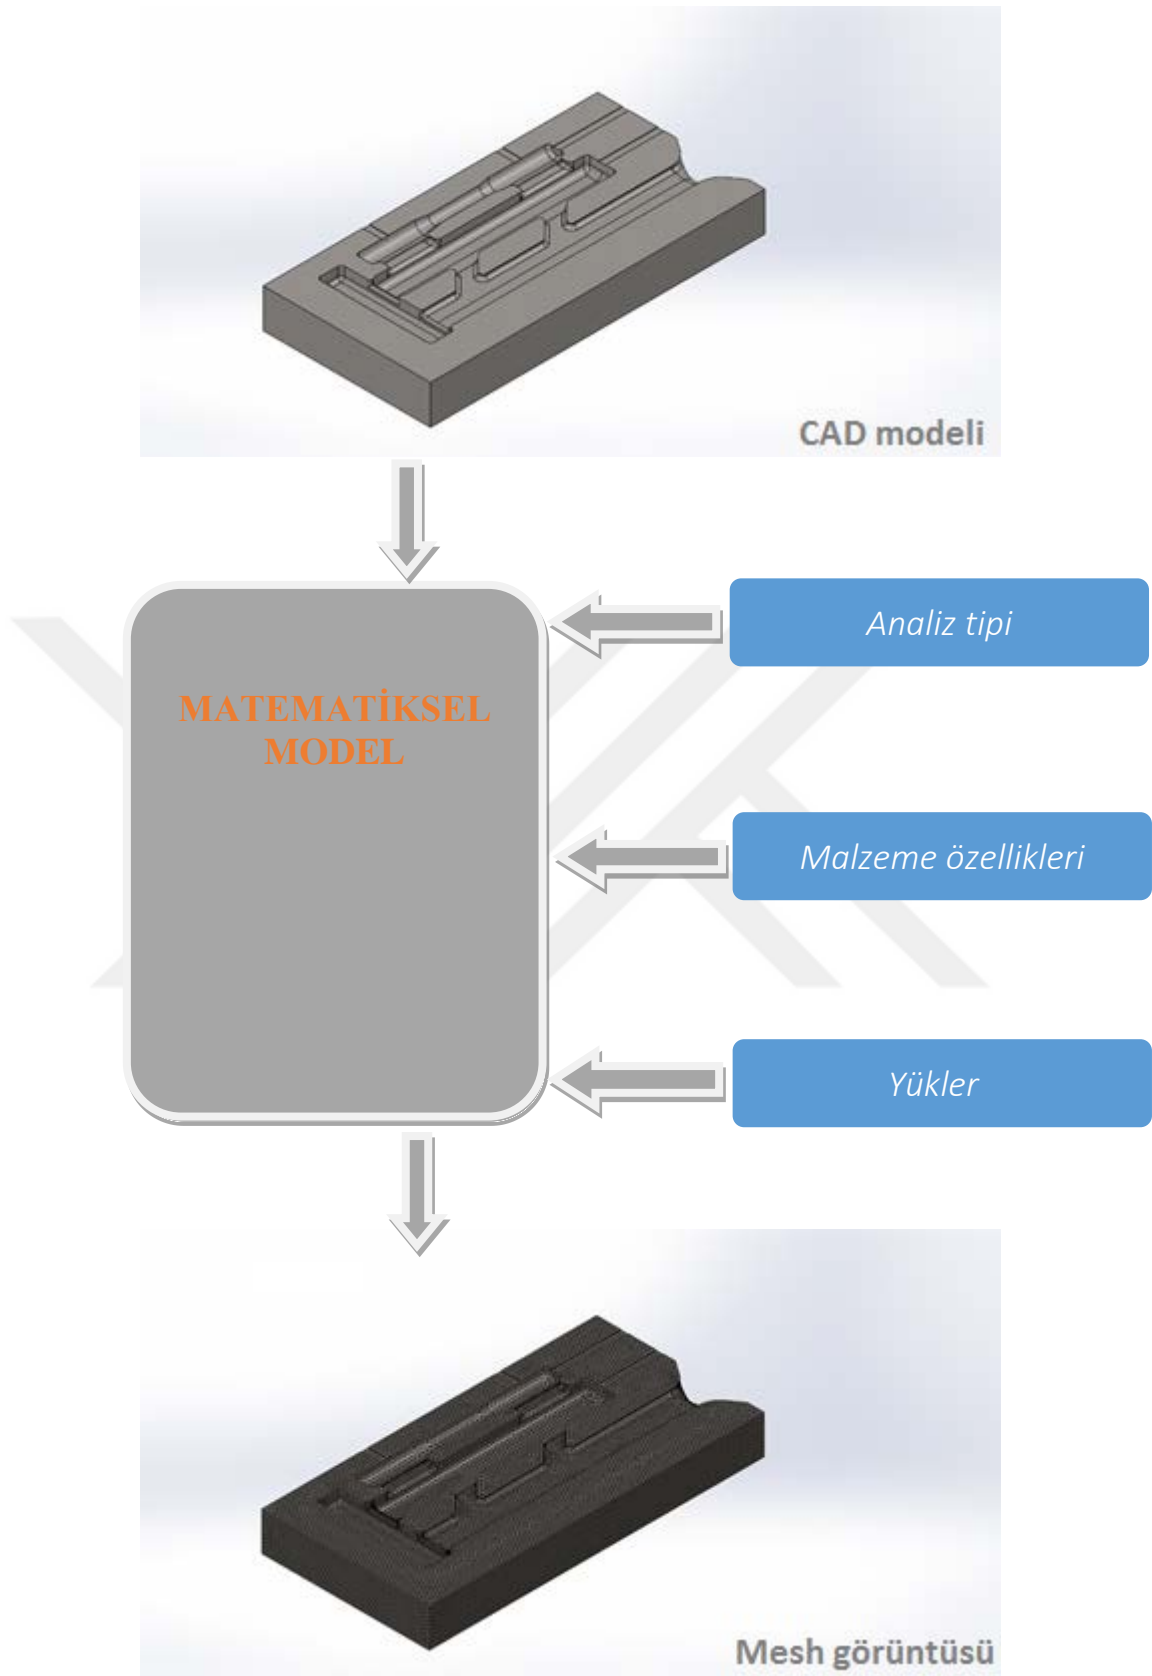 CAD modeli
Analiz tipi
MATEMATİKSEL
MODEL
Malzeme özellikleri
Yükler
Mesh görüntüsü